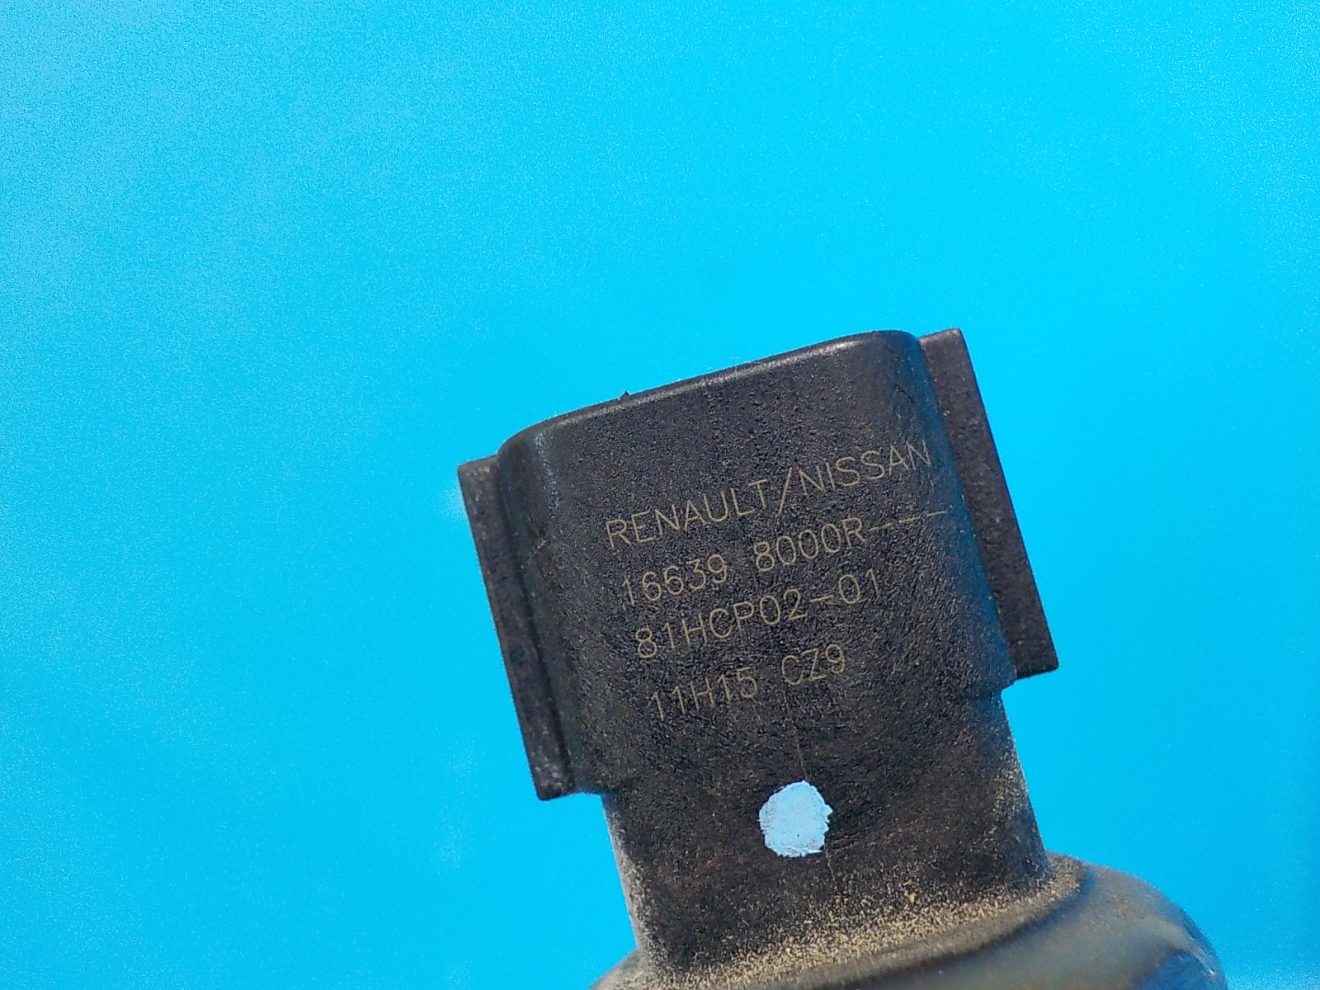 RENAULT/NISSAN
16639 8000R---
81HCP02-01
11H15 CZ9